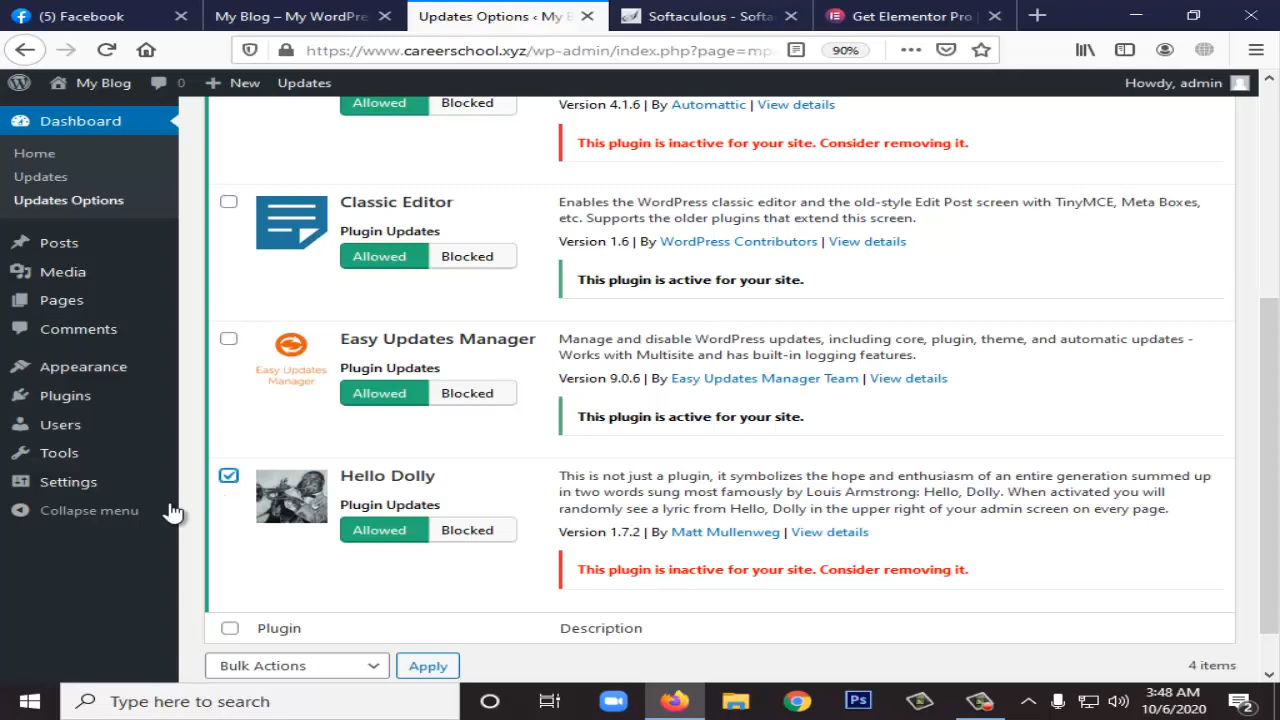 (5) Facebook
My Blog – My WordPre
Updates Options ‹ My B
Softaculous - Softa
Get Elementor Pro
https://www.careerschool.xyz/wp-admin/index.php?page=mp
90%
My Blog
0
New
Updates
Howdy, admin
Dashboard
Home
Updates
Updates Options
Posts
Media
Pages
Comments
Appearance
Plugins
Users
Tools
Settings
Collapse menu
Allowed
Blocked
Version 4.1.6 | By Automattic | View details
This plugin is inactive for your site. Consider removing it.
Classic Editor
Plugin Updates
Allowed
Blocked
Enables the WordPress classic editor and the old-style Edit Post screen with TinyMCE, Meta Boxes,
etc. Supports the older plugins that extend this screen.
Version 1.6 | By WordPress Contributors | View details
This plugin is active for your site.
Easy Updates
Manager
Easy Updates Manager
Plugin Updates
Allowed
Blocked
Manage and disable WordPress updates, including core, plugin, theme, and automatic updates -
Works with Multisite and has built-in logging features.
Version 9.0.6 | By Easy Updates Manager Team | View details
This plugin is active for your site.
Hello Dolly
Plugin Updates
Allowed
Blocked
This is not just a plugin, it symbolizes the hope and enthusiasm of an entire generation summed up
in two words sung most famously by Louis Armstrong: Hello, Dolly. When activated you will
randomly see a lyric from Hello, Dolly in the upper right of your admin screen on every page.
Version 1.7.2 | By Matt Mullenweg | View details
This plugin is inactive for your site. Consider removing it.
Plugin
Description
Bulk Actions
Apply
4 items
Type here to search
Ps
3:48 AM
10/6/2020
2